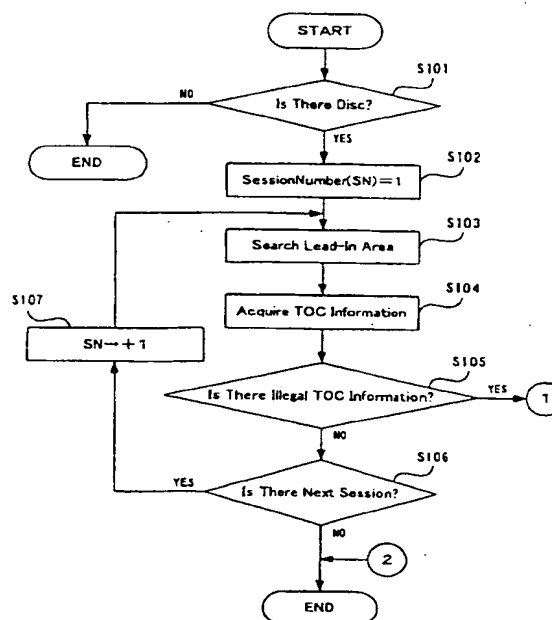 START
S101
Is There Disc?
NO
YES
END
S102
SessionNumber(SN)=1
S103
Search Lead-In Area
S104
Acquire TOC Information
S107
SN→+1
S105
Is There Illegal TOC Information?
YES
1
NO
S106
Is There Next Session?
YES
NO
2
END